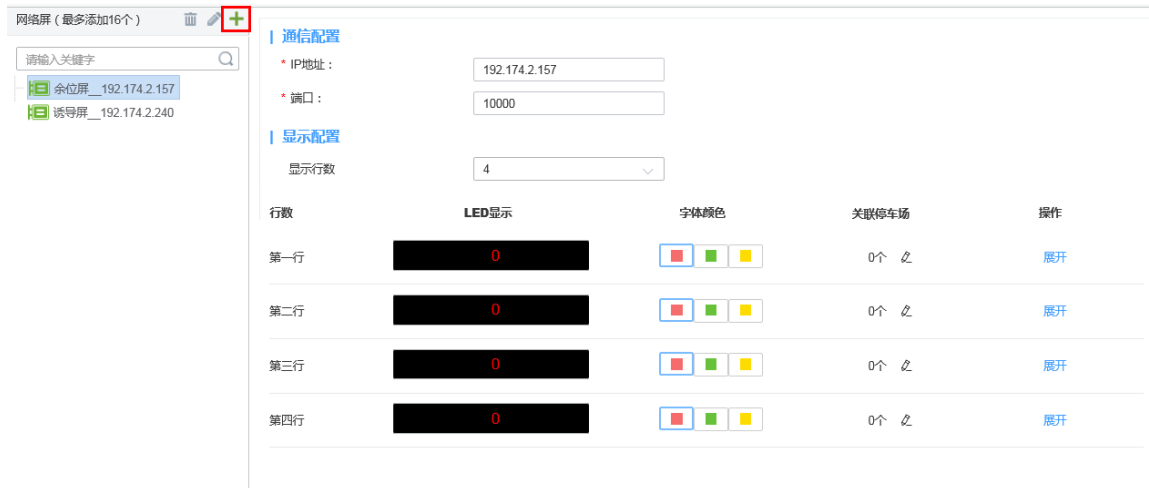 网络屏（最多添加16个）
请输入关键字
余位屏__192.174.2.157
诱导屏__192.174.2.240
通信配置
* IP地址： 192.174.2.157
* 端口： 10000
显示配置
显示行数 4
行数 LED显示 字体颜色 关联停车场 操作
第一行 0 0个 展开
第二行 0 0个 展开
第三行 0 0个 展开
第四行 0 0个 展开